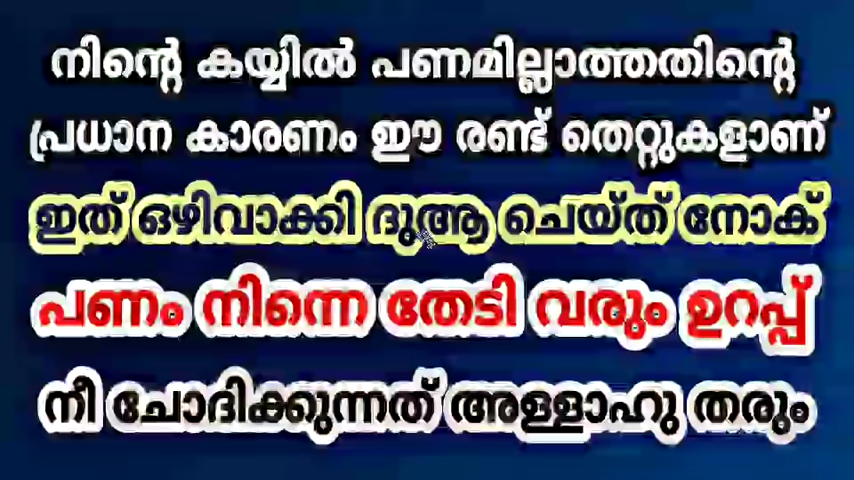 നിന്റെ കയ്യിൽ പണമില്ലാത്തതിന്റെ
പ്രധാന കാരണം ഈ രണ്ട് തെറ്റുകളാണ്
ഇത് ഒഴിവാക്കി ദുആ ചെയ്ത് നോക്
പണം നിന്നെ തേടി വരും ഉറപ്പ്
നീ ചോദിക്കുന്നത് അള്ളാഹു തരും